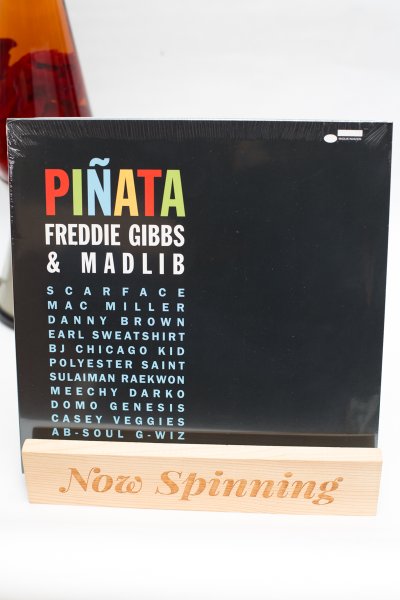 PIÑATA
FREDDIE GIBBS
& MADLIB
SCARFACE
MAC MILLER
DANNY BROWN
EARL SWEATSHIRT
BJ CHICAGO KID
POLYESTER SAINT
SULAIMAN RAEKWON
MEECHY DARKO
DOMO GENESIS
CASEY VEGGIES
AB-SOUL G-WIZ
Now Spinning